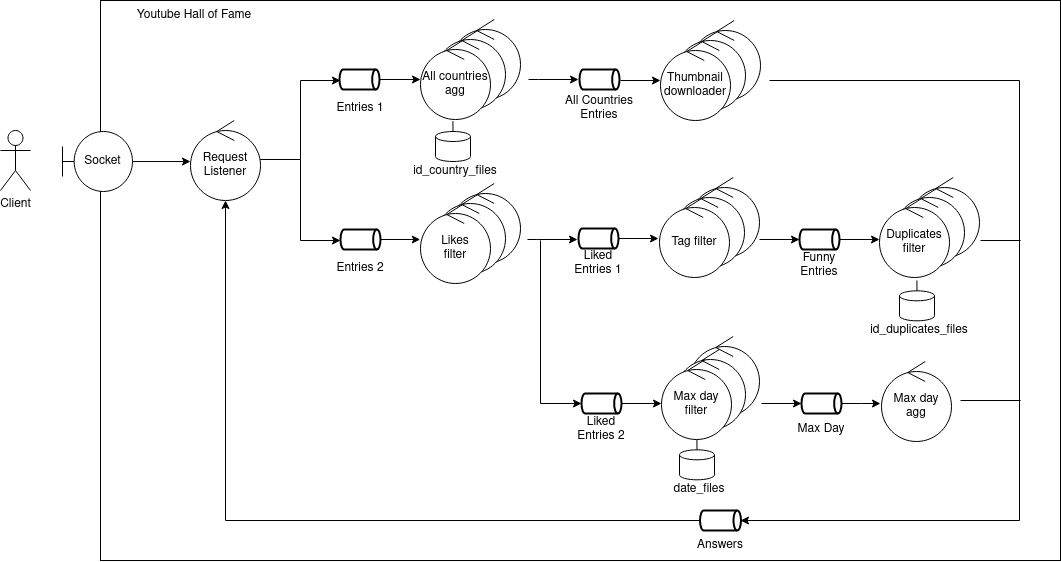 Youtube Hall of Fame
Client
Socket
Request
Listener
Entries 1
All countries
agg
id_country_files
All Countries
Entries
Thumbnail
downloader
Entries 2
Likes
filter
Liked
Entries 1
Tag filter
Funny
Entries
Duplicates
filter
id_duplicates_files
Liked
Entries 2
Max day
filter
date_files
Max Day
Max day
agg
Answers